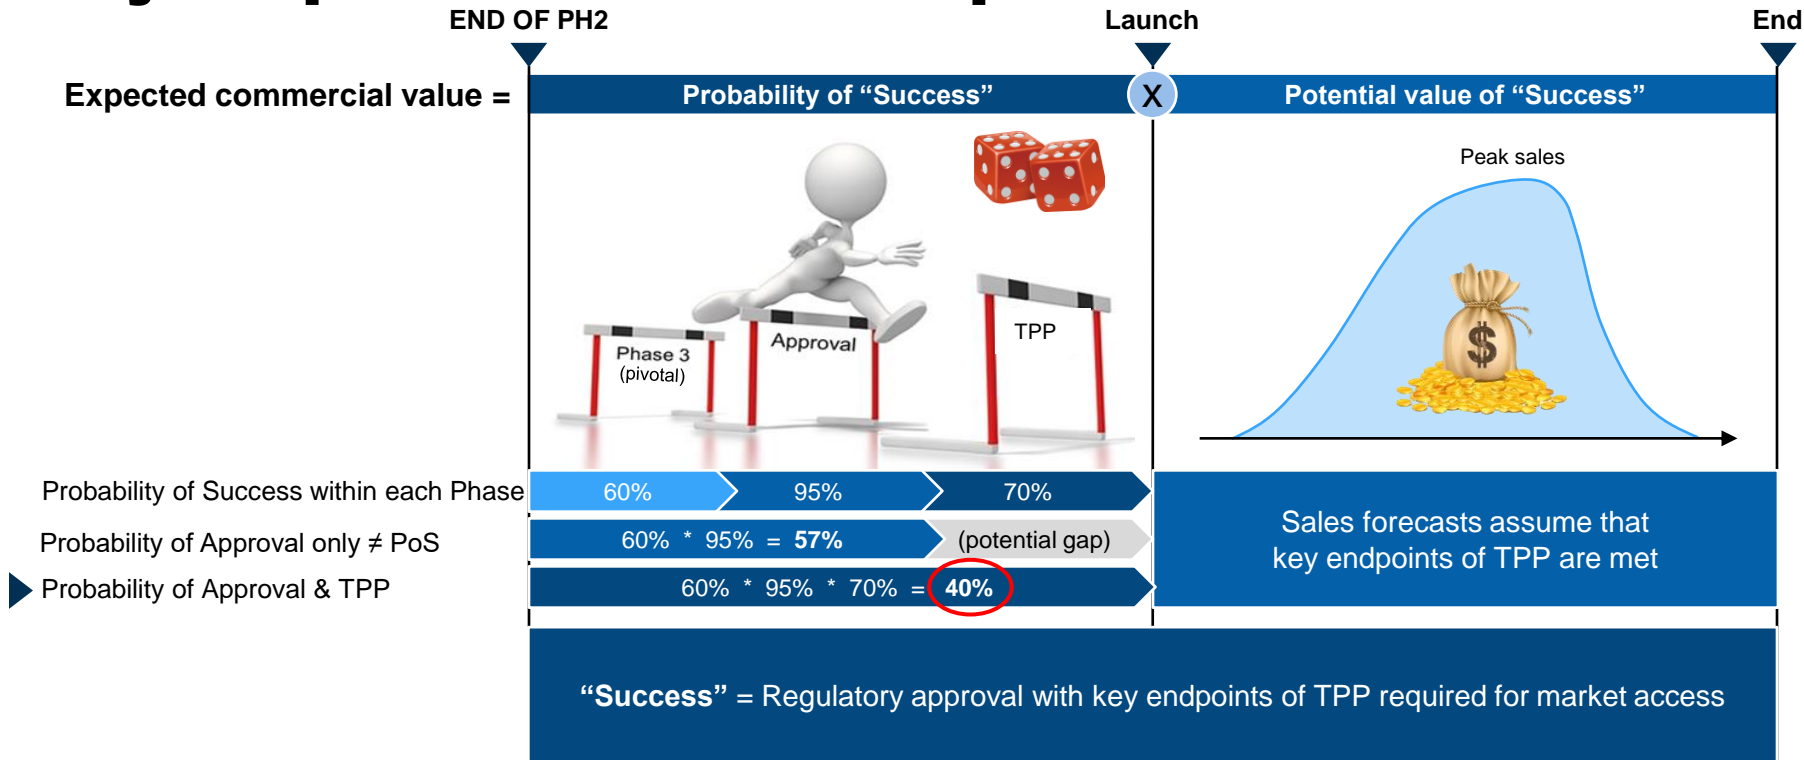 END OF PH2
Launch
End
Expected commercial value =
Probability of “Success”
X
Potential value of “Success”
Peak sales
Phase 3
(pivotal)
Approval
TPP
$
Probability of Success within each Phase
60%
95%
70%
Probability of Approval only ≠ PoS
60% * 95% = 57%
(potential gap)
Probability of Approval & TPP
60% * 95% * 70% = 40%
Sales forecasts assume that
key endpoints of TPP are met
“Success” = Regulatory approval with key endpoints of TPP required for market access